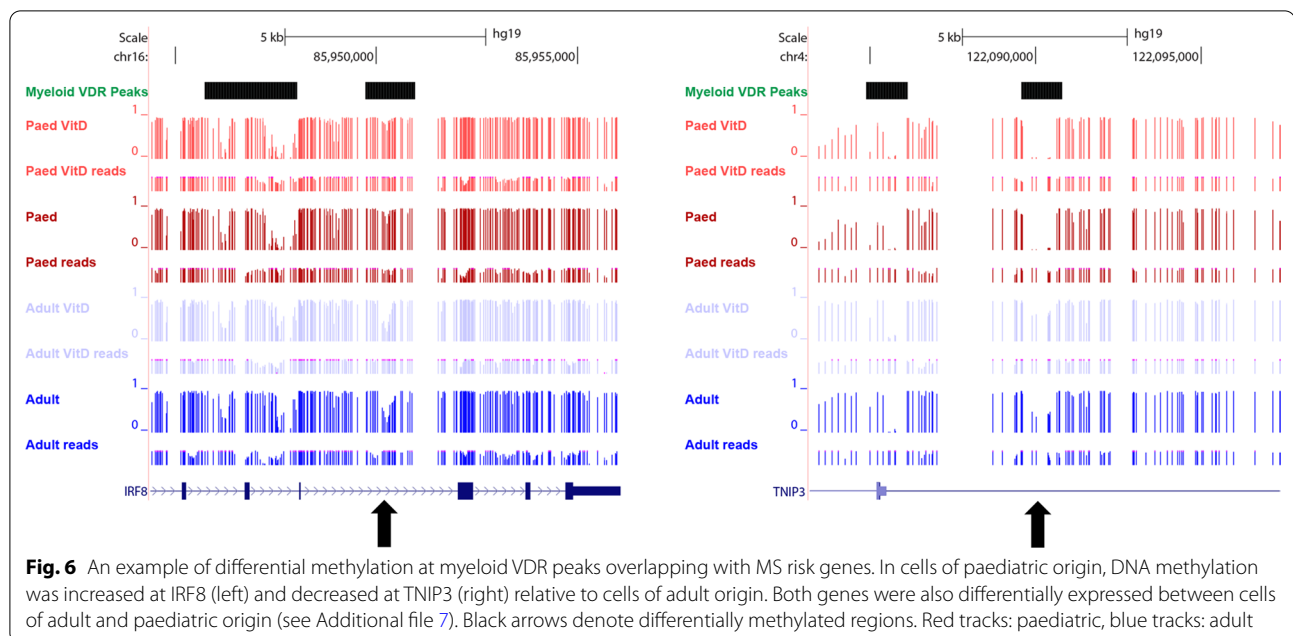 Scale 5 kb hg19
chr16: 85,950,000 85,955,000
Myeloid VDR Peaks
1
Paed VitD
0
Paed VitD reads
1
Paed
0
Paed reads
1
Adult VitD
0
Adult VitD reads
1
Adult
0
Adult reads
IRF8
Scale 5 kb hg19
chr4: 122,090,000 122,095,000
Myeloid VDR Peaks
1
Paed VitD
0
Paed VitD reads
1
Paed
0
Paed reads
1
Adult VitD
0
Adult VitD reads
1
Adult
0
Adult reads
TNIP3
Fig. 6 An example of differential methylation at myeloid VDR peaks overlapping with MS risk genes. In cells of paediatric origin, DNA methylation
was increased at IRF8 (left) and decreased at TNIP3 (right) relative to cells of adult origin. Both genes were also differentially expressed between cells
of adult and paediatric origin (see Additional file 7). Black arrows denote differentially methylated regions. Red tracks: paediatric, blue tracks: adult